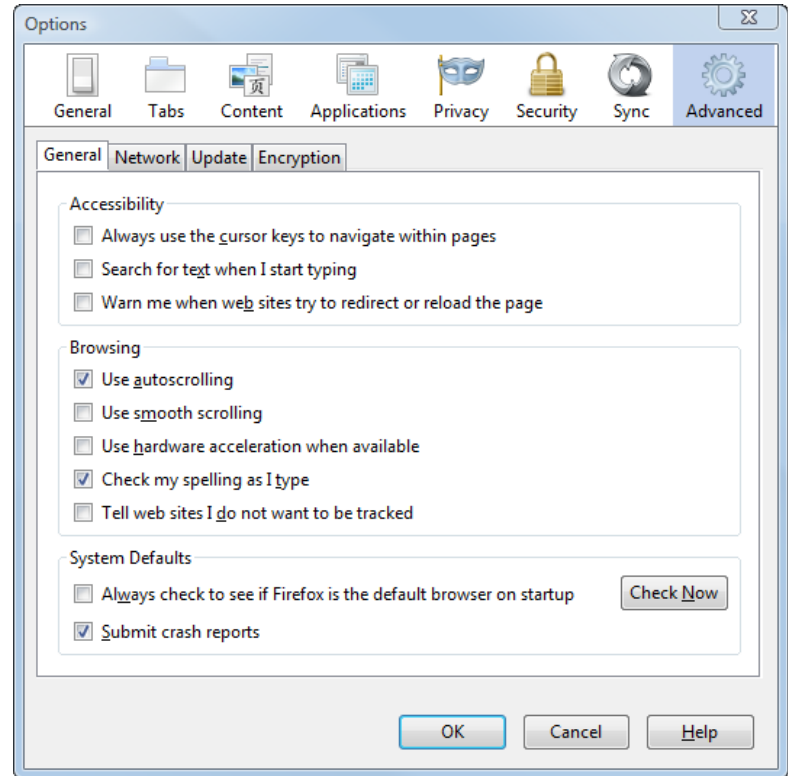 Options
页
General Tabs Content Applications Privacy Security Sync Advanced
General Network Update Encryption
Accessibility
Always use the cursor keys to navigate within pages
Search for text when I start typing
Warn me when web sites try to redirect or reload the page
Browsing
Use autoscrolling
Use smooth scrolling
Use hardware acceleration when available
Check my spelling as I type
Tell web sites I do not want to be tracked
System Defaults
Always check to see if Firefox is the default browser on startup Check Now
Submit crash reports
OK Cancel Help